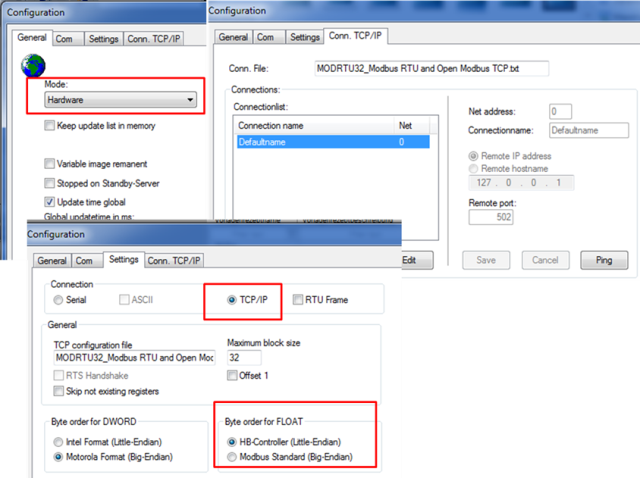 Configuration
General Com Settings Conn. TCP/IP
Mode:
Hardware
Keep update list in memory
Variable image remanent
Stopped on Standby-Server
Update time global
Global updatetime in ms:
Configuration
General Com Settings Conn. TCP/IP
Conn. File: MODRTU32_Modbus RTU and Open Modbus TCP.txt
Connections:
Connectionlist:
Connection name Net
Defaultname 0
Net address: 0
Connectionname: Defaultname
Remote IP address
Remote hostname
127 . 0 . 0 . 1
Remote port:
502
Edit Save Cancel Ping
Configuration
General Com Settings Conn. TCP/IP
Connection
Serial ASCII TCP/IP RTU Frame
General
TCP configuration file Maximum block size
MODRTU32_Modbus RTU and Open Moc 32
RTS Handshake Offset 1
Skip not existing registers
Byte order for DWORD Byte order for FLOAT
Intel Format (Little-Endian) HB-Controller (Little-Endian)
Motorola Format (Big-Endian) Modbus Standard (Big-Endian)